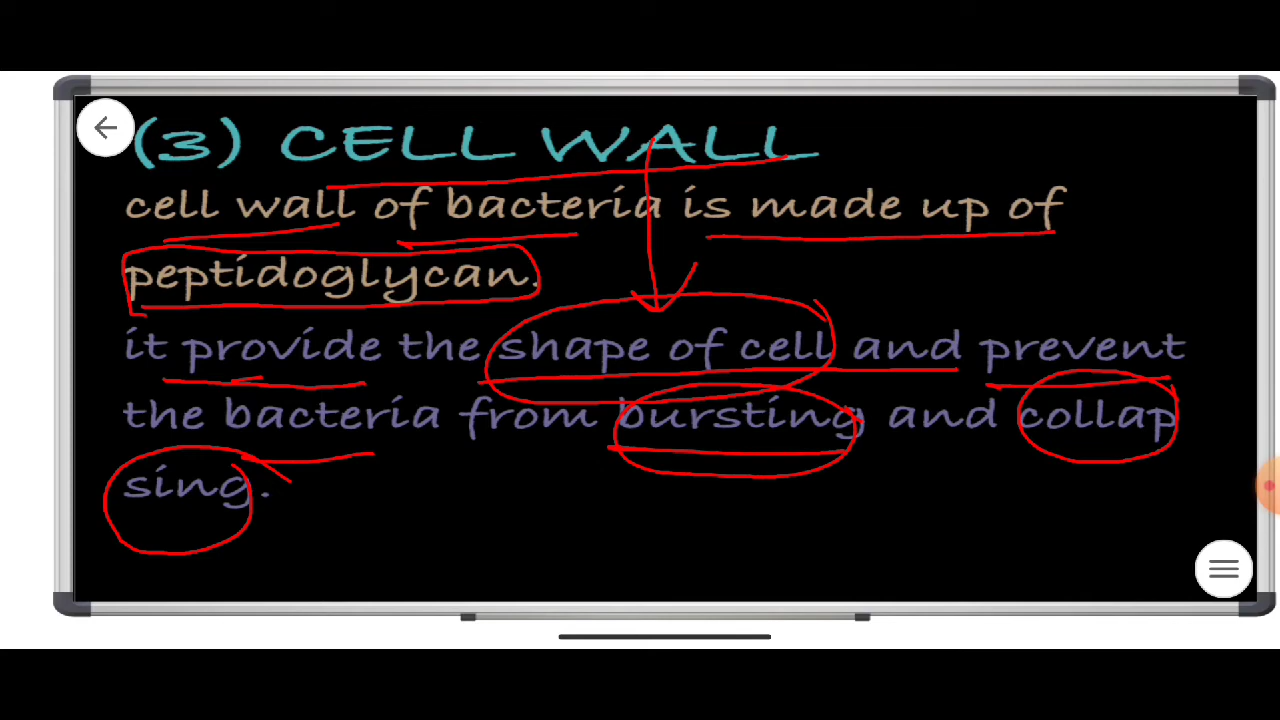 (3) CELL WALL
cell wall of bacteria is made up of
peptidoglycan.
it provide the shape of cell and prevent
the bacteria from bursting and collap
sing.